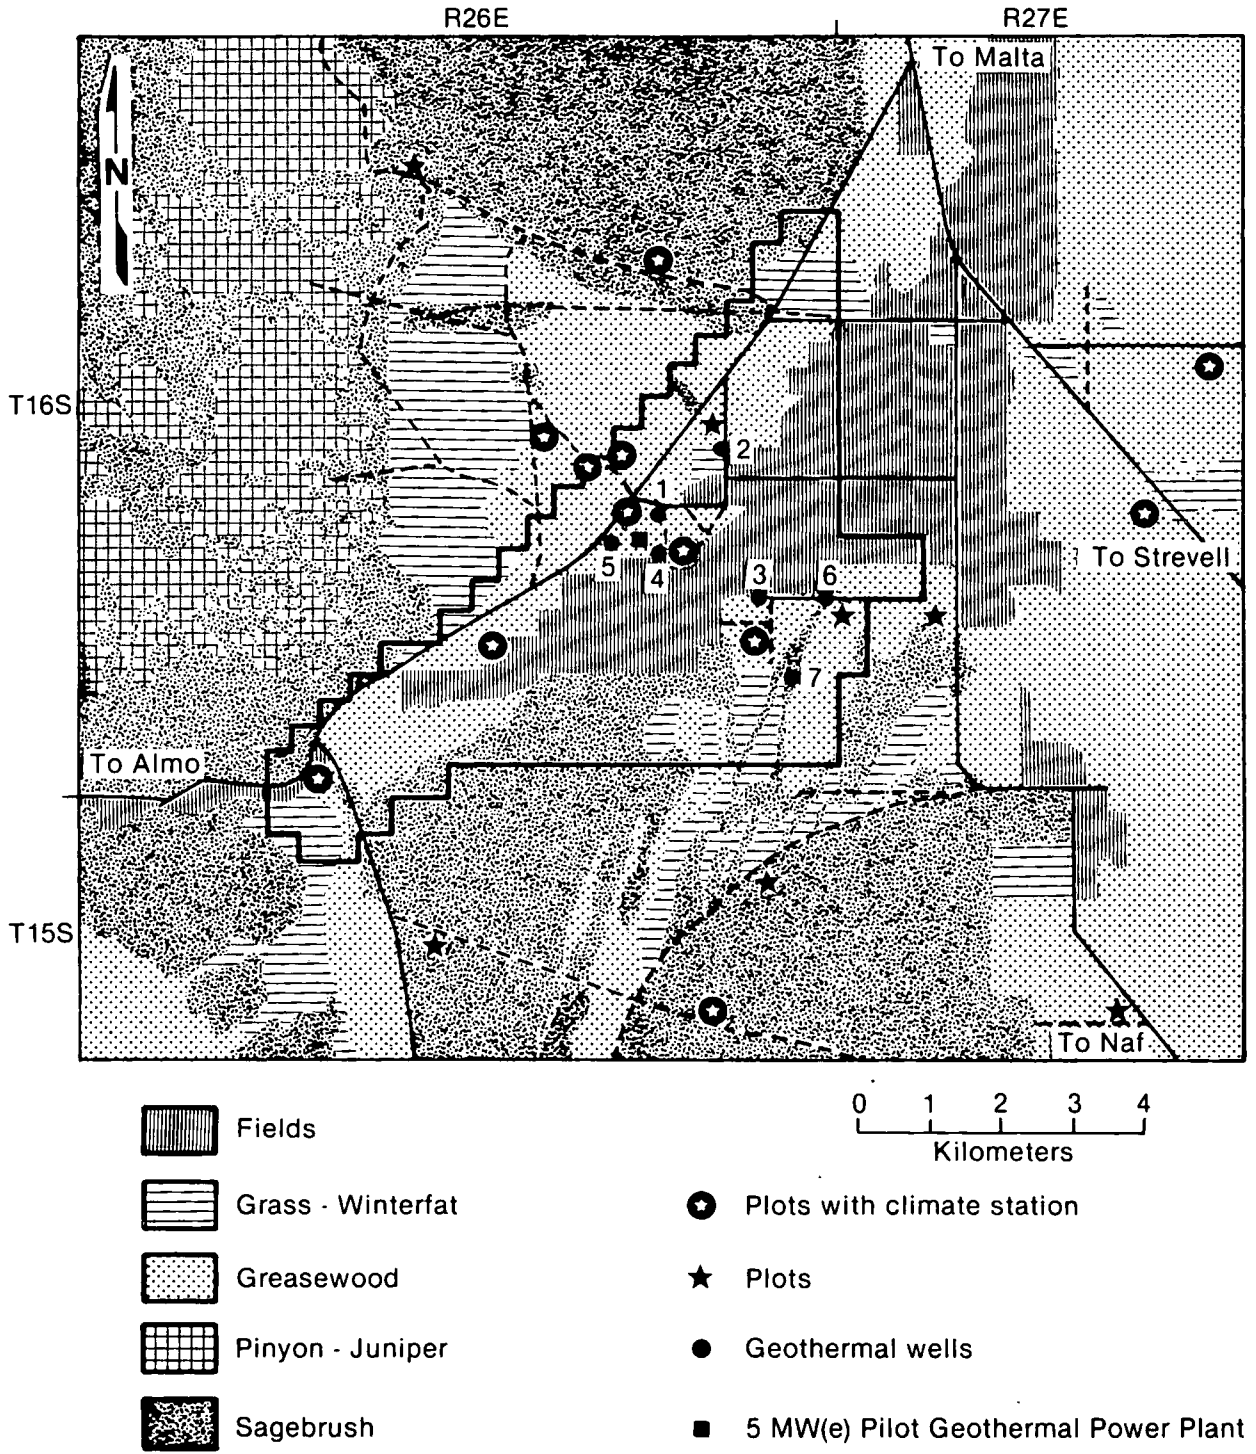 R26E R27E
To Malta
N
T16S
2
1
To Strevell
5 4 3 6
7
To Almo
T15S
To Naf
0 1 2 3 4
Kilometers
Fields
Grass - Winterfat
Greasewood
Pinyon - Juniper
Sagebrush
Plots with climate station
Plots
Geothermal wells
5 MW(e) Pilot Geothermal Power Plant